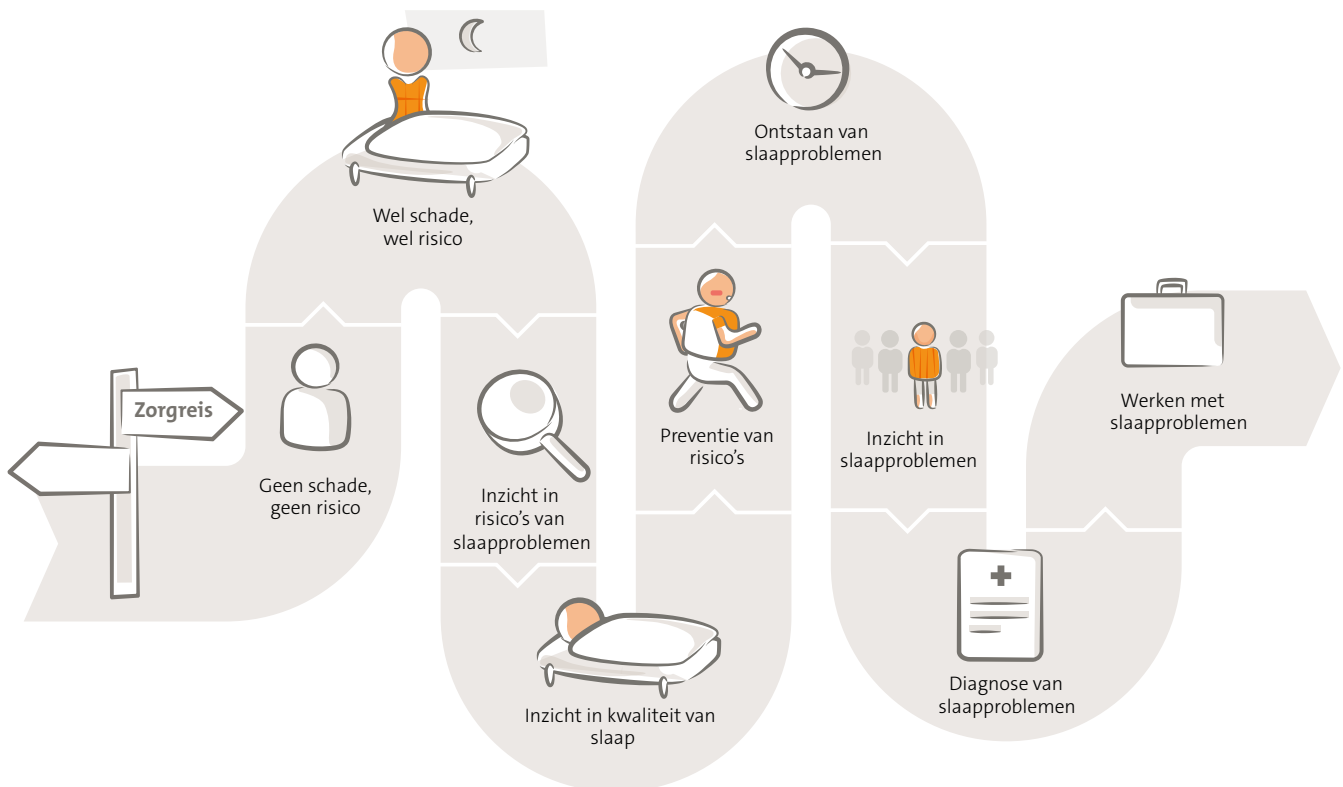 Zorgreis
Geen schade,
geen risico
Wel schade,
wel risico
Inzicht in
risico's van
slaapproblemen
Inzicht in kwaliteit van
slaap
Preventie van
risico's
Ontstaan van
slaapproblemen
Inzicht in
slaapproblemen
Diagnose van
slaapproblemen
Werken met
slaapproblemen